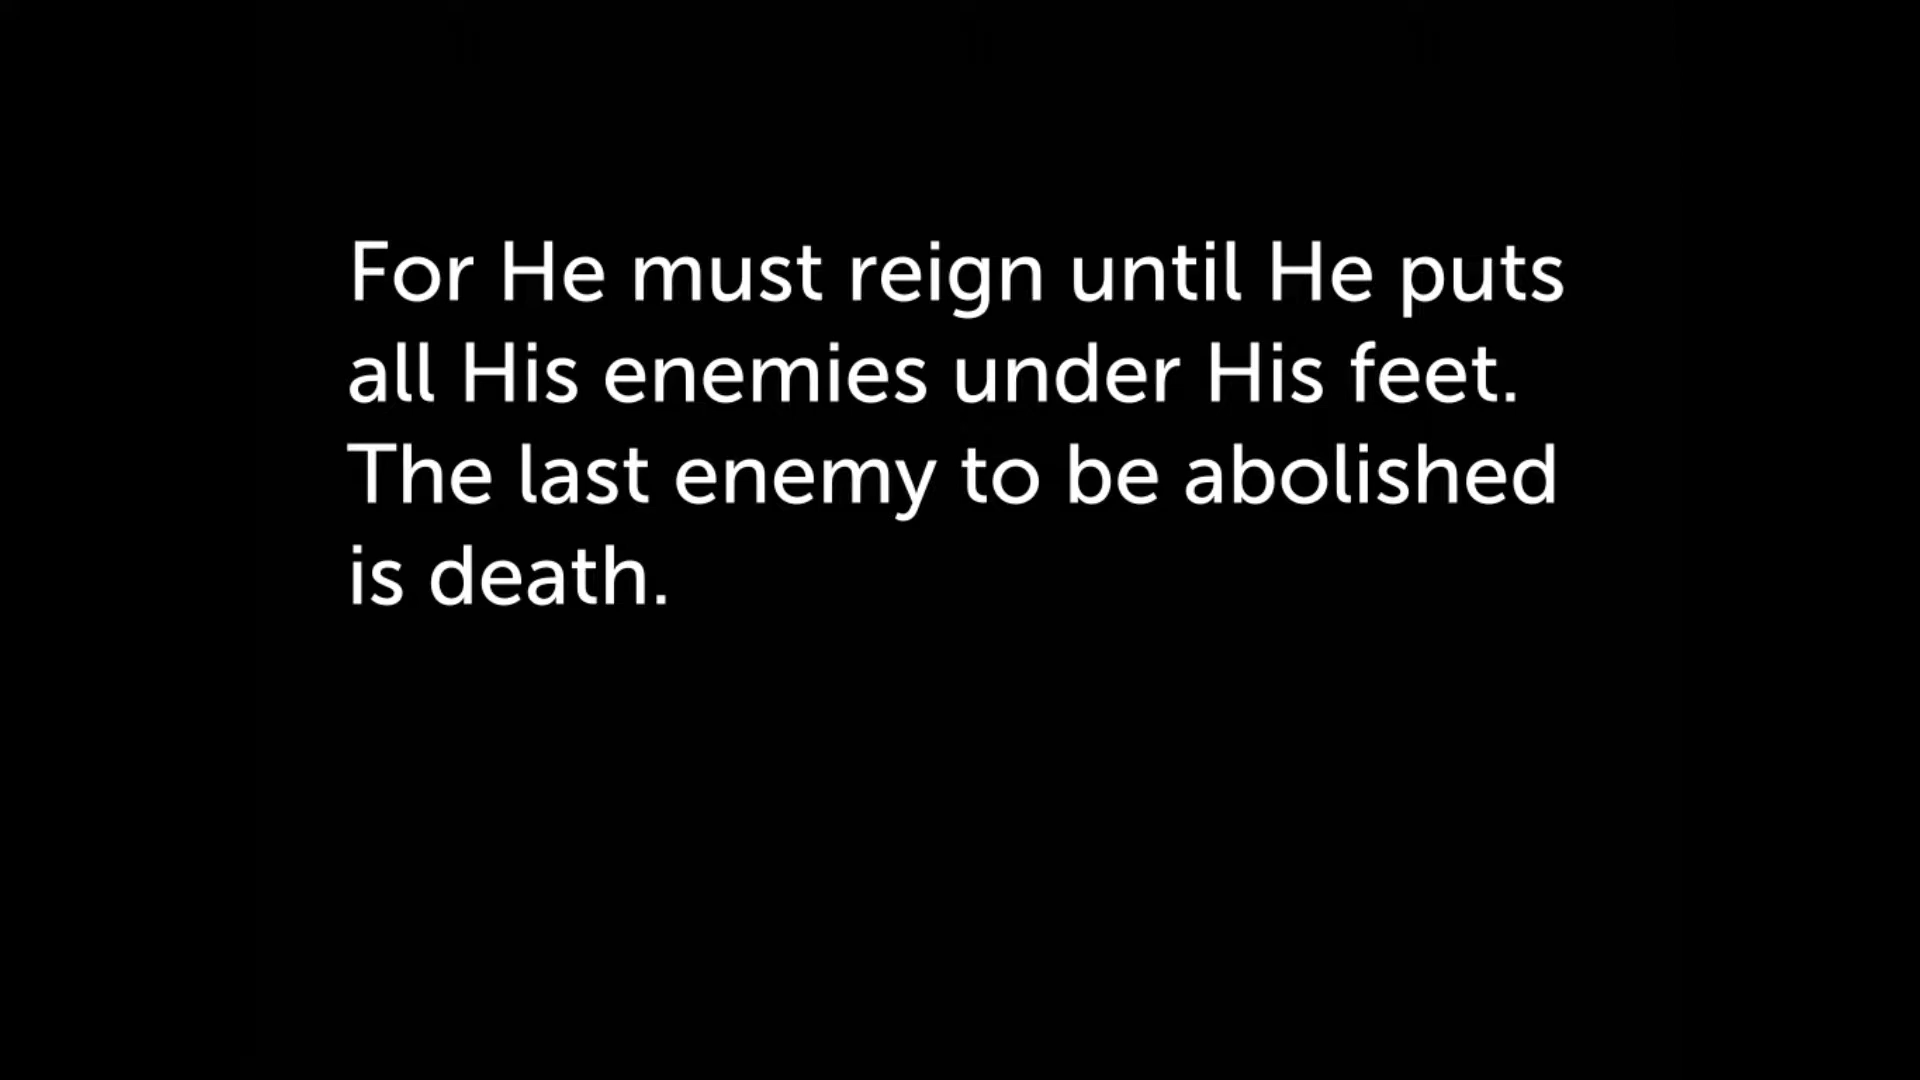 For He must reign until He puts
all His enemies under His feet.
The last enemy to be abolished
is death.